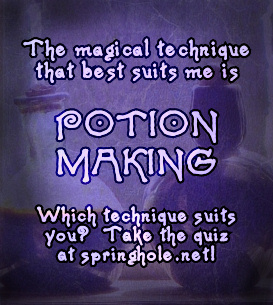 The magical technique
that best suits me is
POTION
MAKING
Which technique suits
you? Take the quiz
at springhole.net!